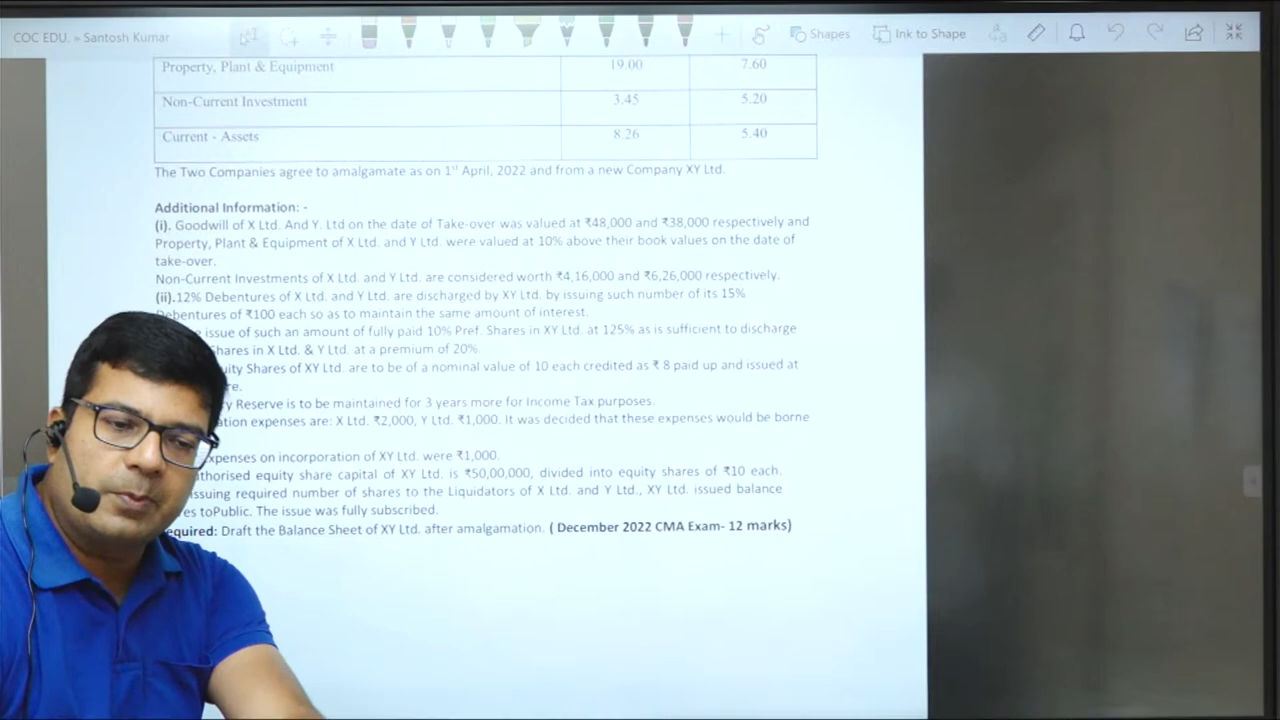 COC EDU. » Santosh Kumar
Shapes
Ink to Shape
Property, Plant & Equipment 19.00 7.60
Non-Current Investment 3.45 5.20
Current - Assets 8.26 5.40
The Two Companies agree to amalgamate as on 1st April, 2022 and from a new Company XY Ltd.
Additional Information: -
(i). Goodwill of X Ltd. And Y. Ltd on the date of Take-over was valued at ₹48,000 and ₹38,000 respectively and
Property, Plant & Equipment of X Ltd. and Y Ltd. were valued at 10% above their book values on the date of
take-over.
Non-Current Investments of X Ltd. and Y Ltd. are considered worth ₹4,16,000 and ₹6,26,000 respectively.
(ii).12% Debentures of X Ltd. and Y Ltd. are discharged by XY Ltd. by issuing such number of its 15%
Debentures of ₹100 each so as to maintain the same amount of interest.
issue of such an amount of fully paid 10% Pref. Shares in XY Ltd. at 125% as is sufficient to discharge
Shares in X Ltd. & Y Ltd. at a premium of 20%.
Shares of XY Ltd. are to be of a nominal value of 10 each credited as ₹ 8 paid up and issued at
Reserve is to be maintained for 3 years more for Income Tax purposes.
expenses are: X Ltd. ₹2,000, Y Ltd. ₹1,000. It was decided that these expenses would be borne
xpenses on incorporation of XY Ltd. were ₹1,000.
thorised equity share capital of XY Ltd. is ₹50,00,000, divided into equity shares of ₹10 each.
ssuing required number of shares to the Liquidators of X Ltd. and Y Ltd., XY Ltd. issued balance
es toPublic. The issue was fully subscribed.
equired: Draft the Balance Sheet of XY Ltd. after amalgamation. ( December 2022 CMA Exam- 12 marks)